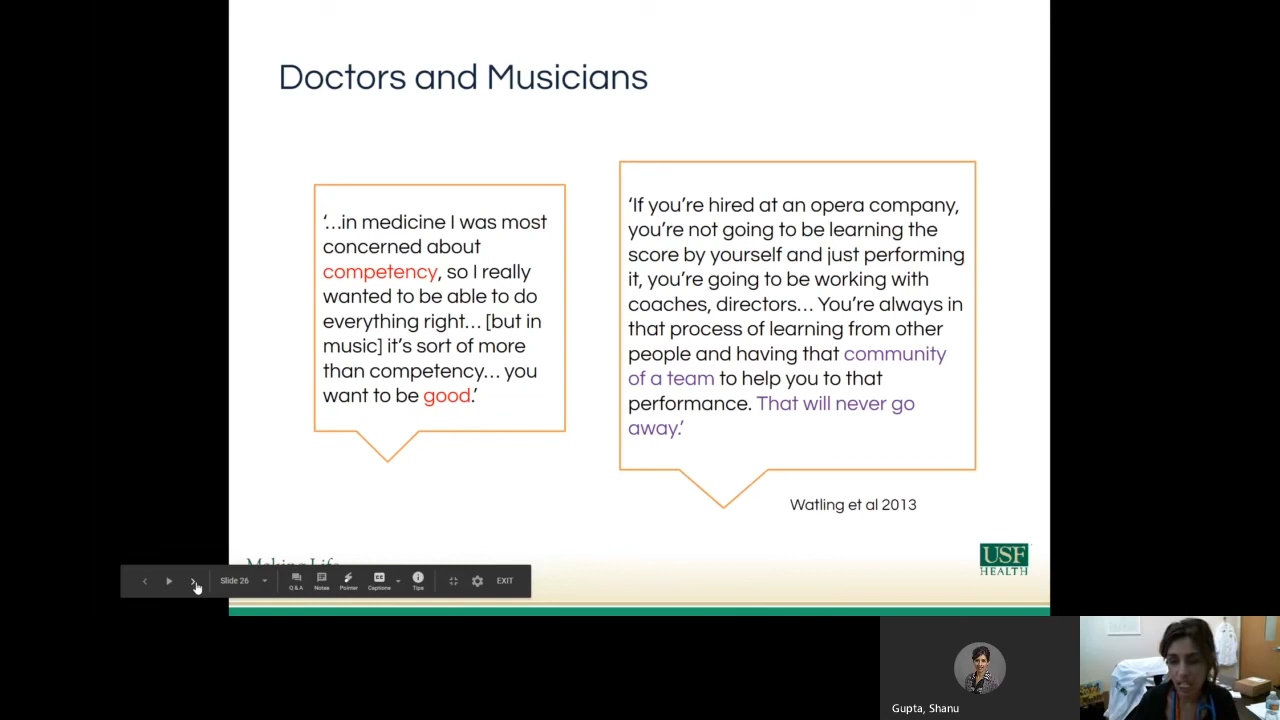 Doctors and Musicians
‘…in medicine I was most
concerned about
competency, so I really
wanted to be able to do
everything right… [but in
music] it’s sort of more
than competency… you
want to be good.’
‘If you’re hired at an opera company,
you’re not going to be learning the
score by yourself and just performing
it, you’re going to be working with
coaches, directors… You’re always in
that process of learning from other
people and having that community
of a team to help you to that
performance. That will never go
away.’
Watling et al 2013
Making Life
USF
HEALTH
Slide 26
Q & A
Notes
Pointer
CC
Captions
Tips
EXIT
Gupta, Shanu